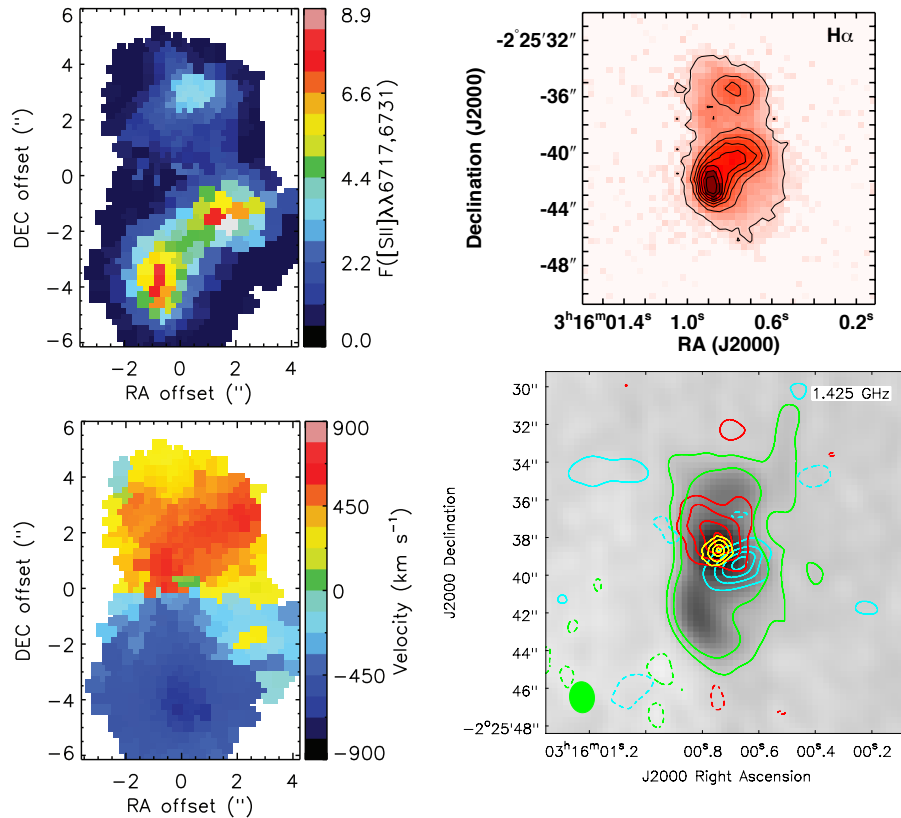 6
4
2
0
−2
−4
−6
DEC offset ('')
−2 0 2 4
RA offset ('')
8.9
6.6
4.4
2.2
0.0
F([SII]λλ6717,6731)
Hα
-2°25'32"
-36"
-40"
-44"
-48"
Declination (J2000)
3ʰ16ᵐ01.4ˢ 1.0ˢ 0.6ˢ 0.2ˢ
RA (J2000)
6
4
2
0
−2
−4
−6
DEC offset ('')
−2 0 2 4
RA offset ('')
900
450
0
−450
−900
Velocity (km s⁻¹)
1.425 GHz
30''
32''
34''
36''
38''
40''
42''
44''
46''
−2°25'48''
J2000 Declination
03ʰ16ᵐ01ˢ.2 00ˢ.8 00ˢ.6 00ˢ.4 00ˢ.2
J2000 Right Ascension